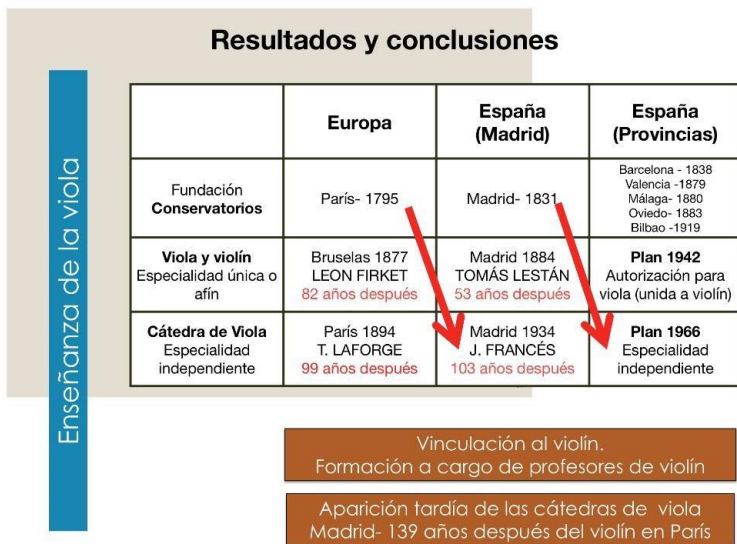 Resultados y conclusiones
Enseñanza de la viola
Europa
España
(Madrid)
España
(Provincias)
Fundación
Conservatorios
París- 1795
Madrid- 1831
Barcelona - 1838
Valencia -1879
Málaga- 1880
Oviedo- 1883
Bilbao -1919
Viola y violín
Especialidad única o
afín
Bruselas 1877
LEON FIRKET
82 años después
Madrid 1884
TOMÁS LESTÁN
53 años después
Plan 1942
Autorización para
viola (unida a violín)
Cátedra de Viola
Especialidad
independiente
París 1894
T. LAFORGE
99 años después
Madrid 1934
J. FRANCÉS
103 años después
Plan 1966
Especialidad
independiente
Vinculación al violín.
Formación a cargo de profesores de violín
Aparición tardía de las cátedras de viola
Madrid- 139 años después del violín en París